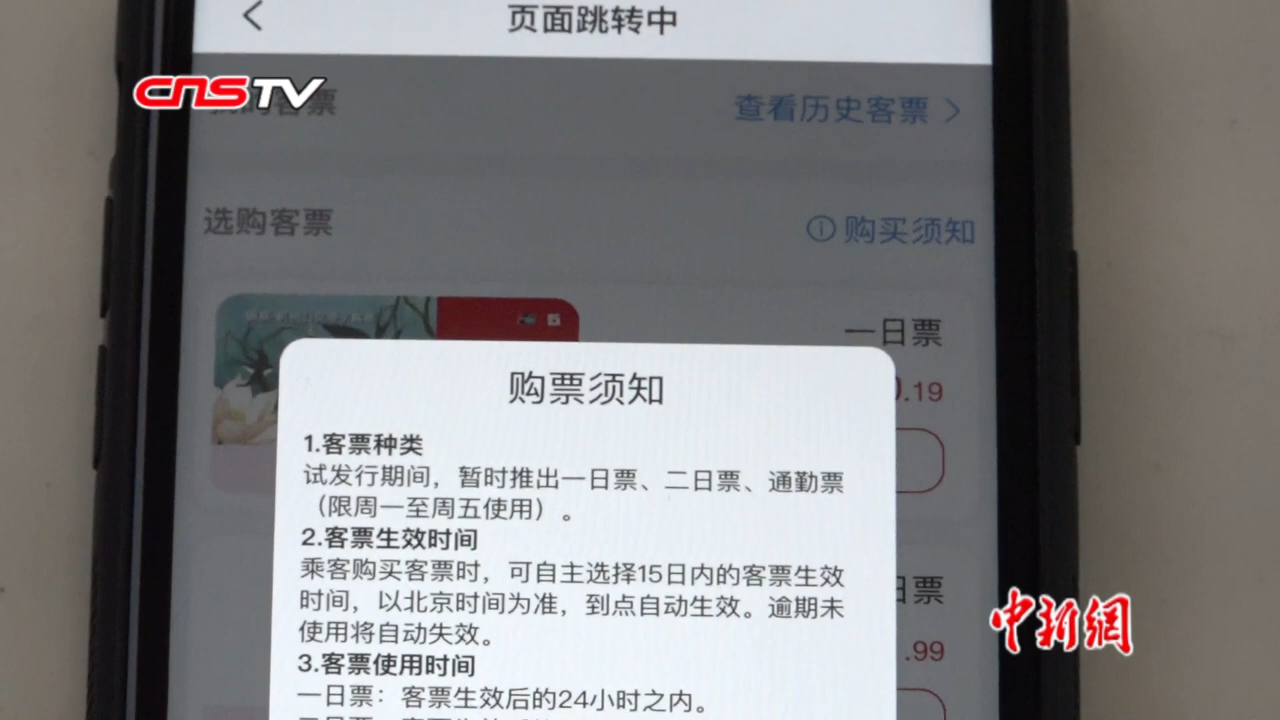 页面跳转中
CNSTV
客票
查看历史客票 >
选购客票
购买须知
一日票
.19
购票须知
1.客票种类
试发行期间，暂时推出一日票、二日票、通勤票
（限周一至周五使用）。
2.客票生效时间
乘客购买客票时，可自主选择15日内的客票生效
时间，以北京时间为准，到点自动生效。逾期未
使用将自动失效。
日票
.99
中新網
3.客票使用时间
一日票：客票生效后的24小时之内。